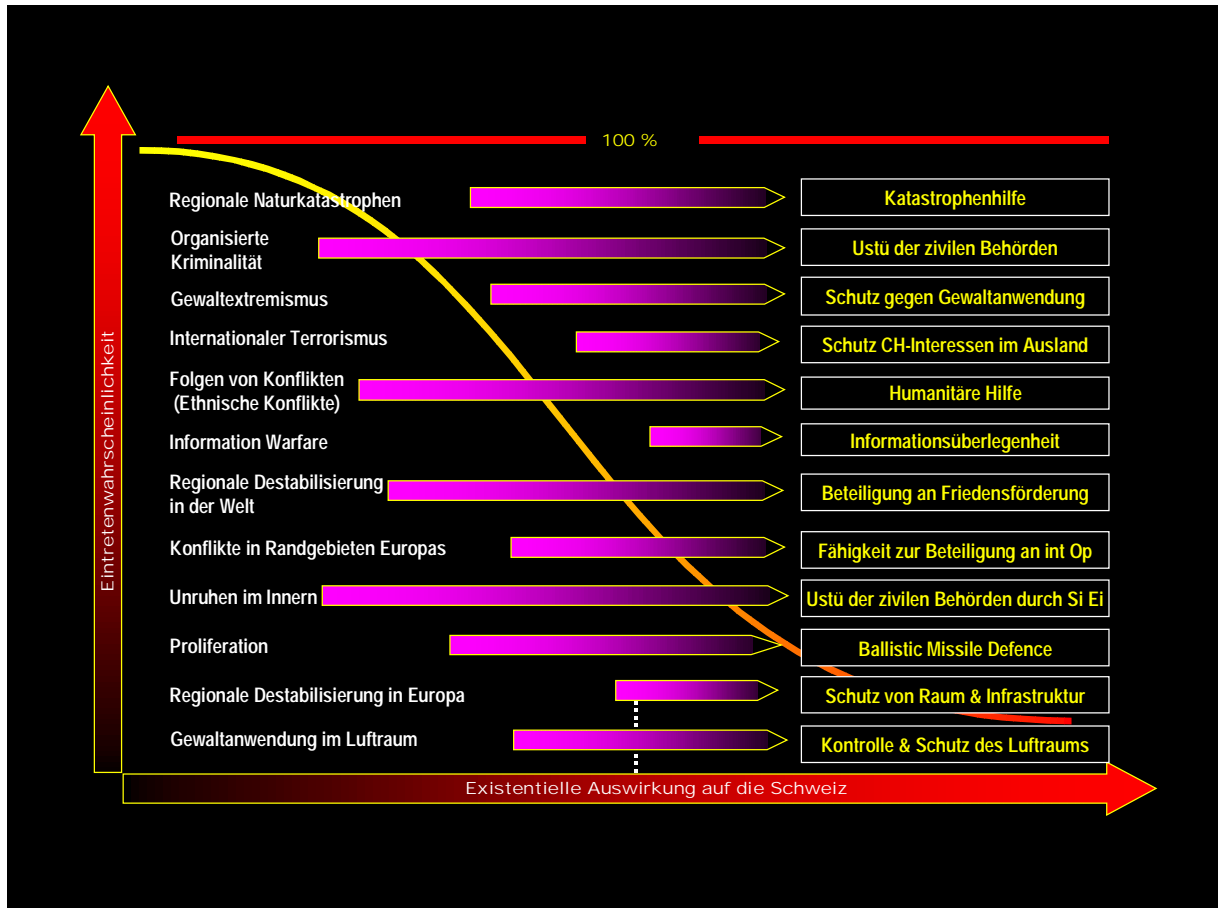 100 %
Regionale Naturkatastrophen
Katastrophenhilfe
Organisierte
Kriminalität
Ustü der zivilen Behörden
Gewaltextremismus
Schutz gegen Gewaltanwendung
Internationaler Terrorismus
Schutz CH-Interessen im Ausland
Folgen von Konflikten
(Ethnische Konflikte)
Humanitäre Hilfe
Information Warfare
Informationsüberlegenheit
Regionale Destabilisierung
in der Welt
Beteiligung an Friedensförderung
Konflikte in Randgebieten Europas
Fähigkeit zur Beteiligung an int Op
Unruhen im Innern
Ustü der zivilen Behörden durch Si Ei
Proliferation
Ballistic Missile Defence
Regionale Destabilisierung in Europa
Schutz von Raum & Infrastruktur
Gewaltanwendung im Luftraum
Kontrolle & Schutz des Luftraums
Eintretenwahrscheinlichkeit
Existentielle Auswirkung auf die Schweiz